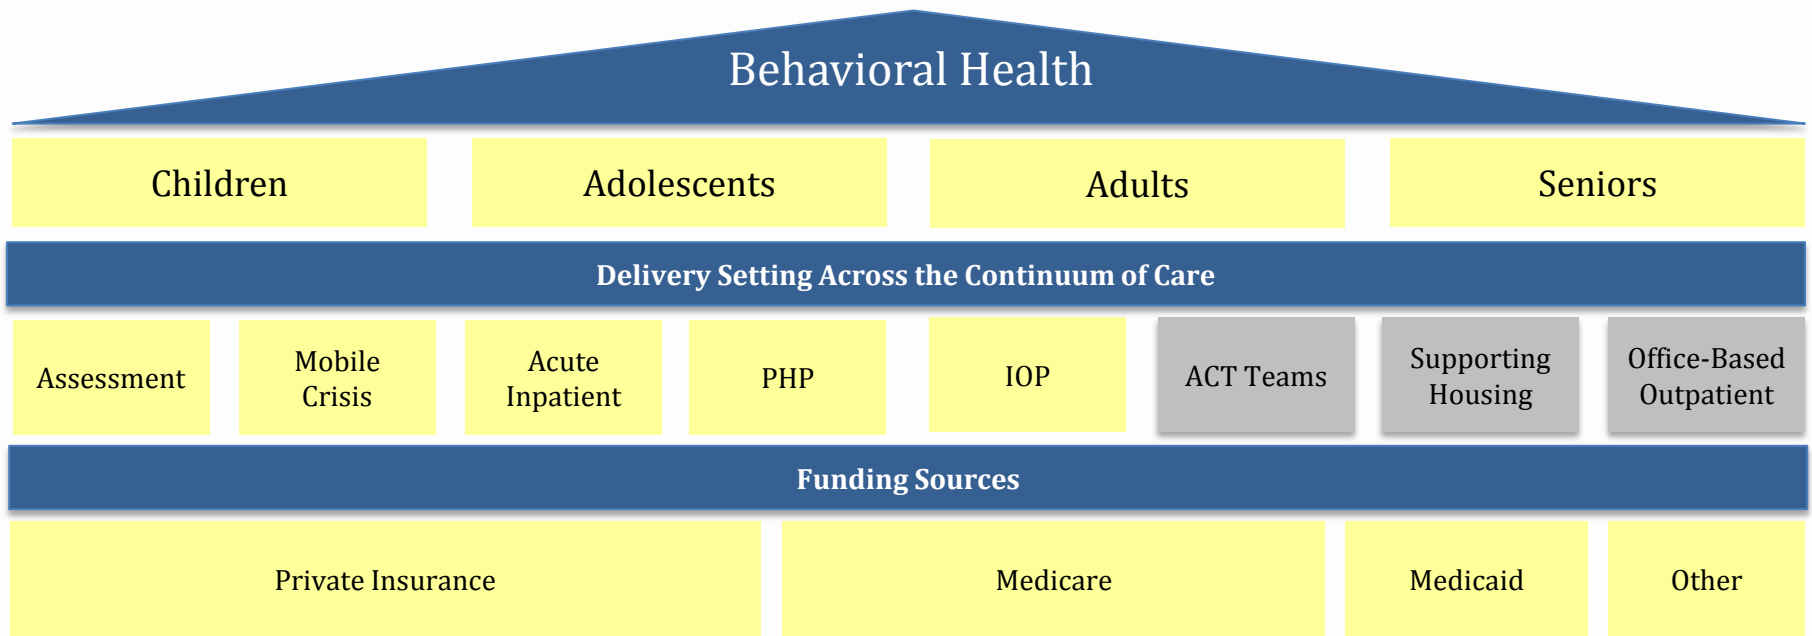 Behavioral Health
Children
Adolescents
Adults
Seniors
Delivery Setting Across the Continuum of Care
Assessment
Mobile
Crisis
Acute
Inpatient
PHP
IOP
ACT Teams
Supporting
Housing
Office-Based
Outpatient
Funding Sources
Private Insurance
Medicare
Medicaid
Other